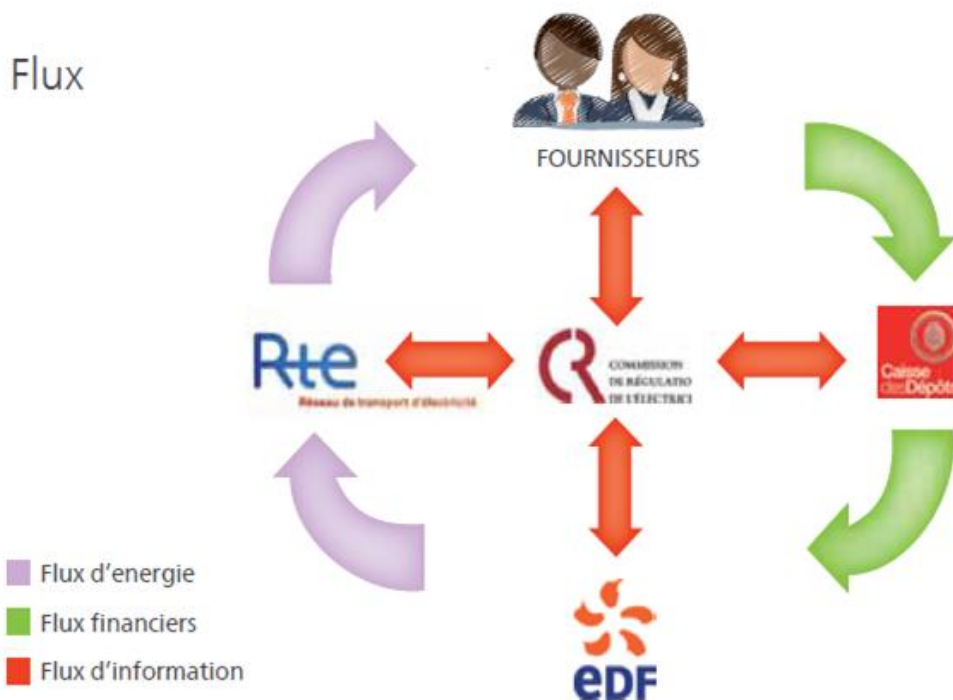 Flux
FOURNISSEURS
Rte
Réseau de transport d'électricité
CR
COMMISSION
DE RÉGULATIO
DE L'ÉLECTRICI
Caisse
desDépôts
Flux d'energie
Flux financiers
Flux d'information
eDF